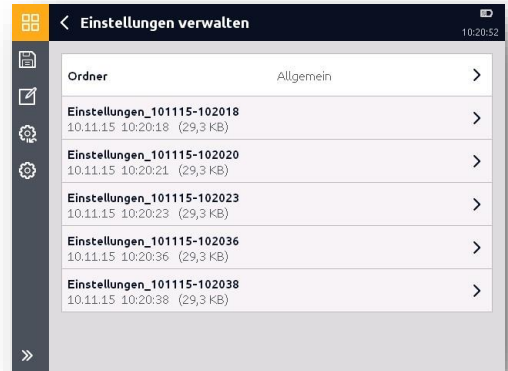 Einstellungen verwalten
10:20:52
Ordner Allgemein
Einstellungen_101115-102018
10.11.15 10:20:18 (29,3 KB)
Einstellungen_101115-102020
10.11.15 10:20:21 (29,3 KB)
Einstellungen_101115-102023
10.11.15 10:20:23 (29,3 KB)
Einstellungen_101115-102036
10.11.15 10:20:36 (29,3 KB)
Einstellungen_101115-102038
10.11.15 10:20:38 (29,3 KB)